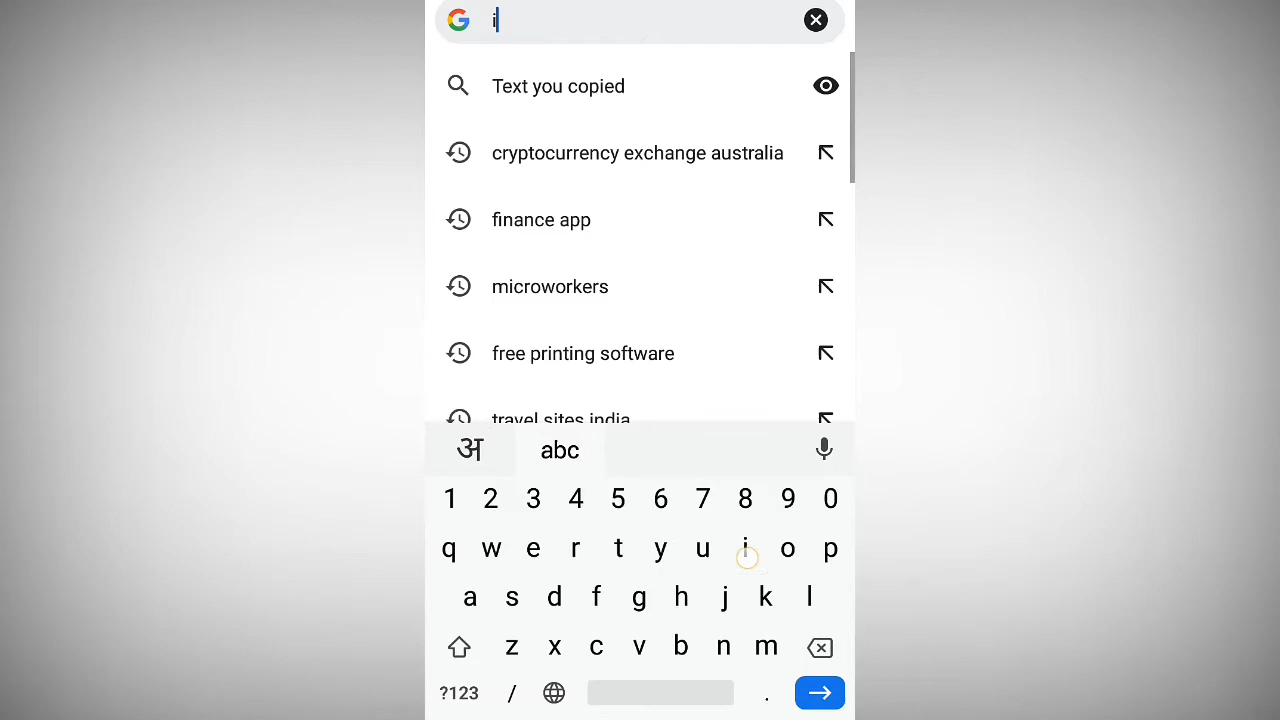 i
Text you copied
cryptocurrency exchange australia
finance app
microworkers
free printing software
travel sites india
अ abc
1 2 3 4 5 6 7 8 9 0
q w e r t y u i o p
a s d f g h j k l
z x c v b n m
?123 / .